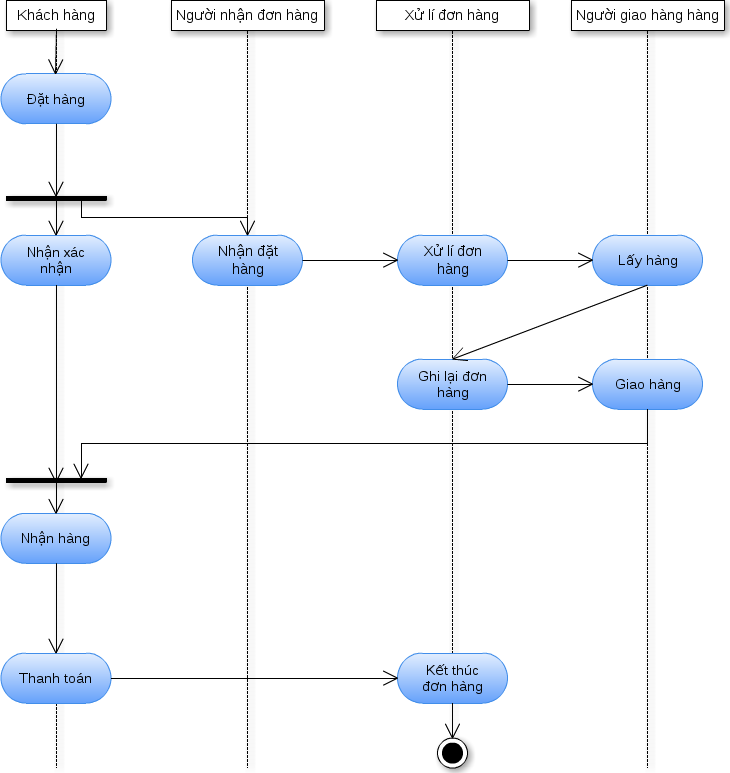 Khách hàng
Người nhận đơn hàng
Xử lí đơn hàng
Người giao hàng hàng
Đặt hàng
Nhận xác
nhận
Nhận đặt
hàng
Xử lí đơn
hàng
Lấy hàng
Ghi lại đơn
hàng
Giao hàng
Nhận hàng
Thanh toán
Kết thúc
đơn hàng